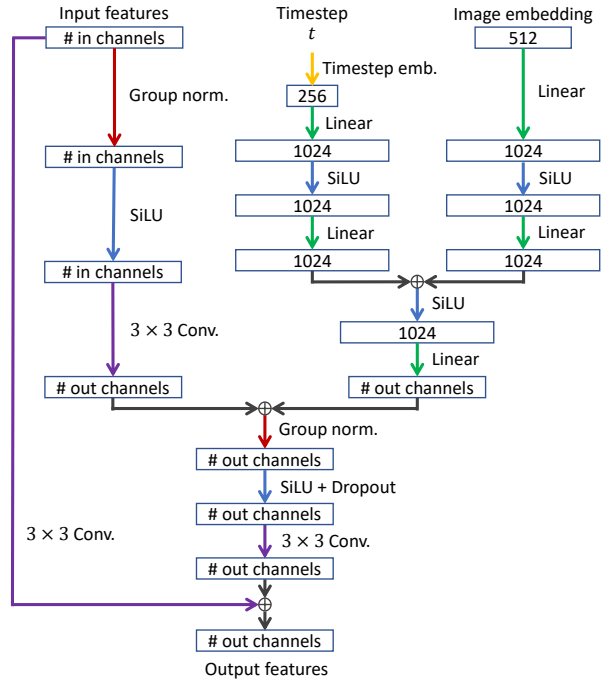 Input features
Timestep
Image embedding
# in channels
t
512
Timestep emb.
Group norm.
256
Linear
Linear
# in channels
1024
1024
SiLU
SiLU
SiLU
1024
1024
Linear
Linear
# in channels
1024
1024
SiLU
3 × 3 Conv.
1024
Linear
# out channels
# out channels
Group norm.
# out channels
SiLU + Dropout
# out channels
3 × 3 Conv.
3 × 3 Conv.
# out channels
# out channels
Output features